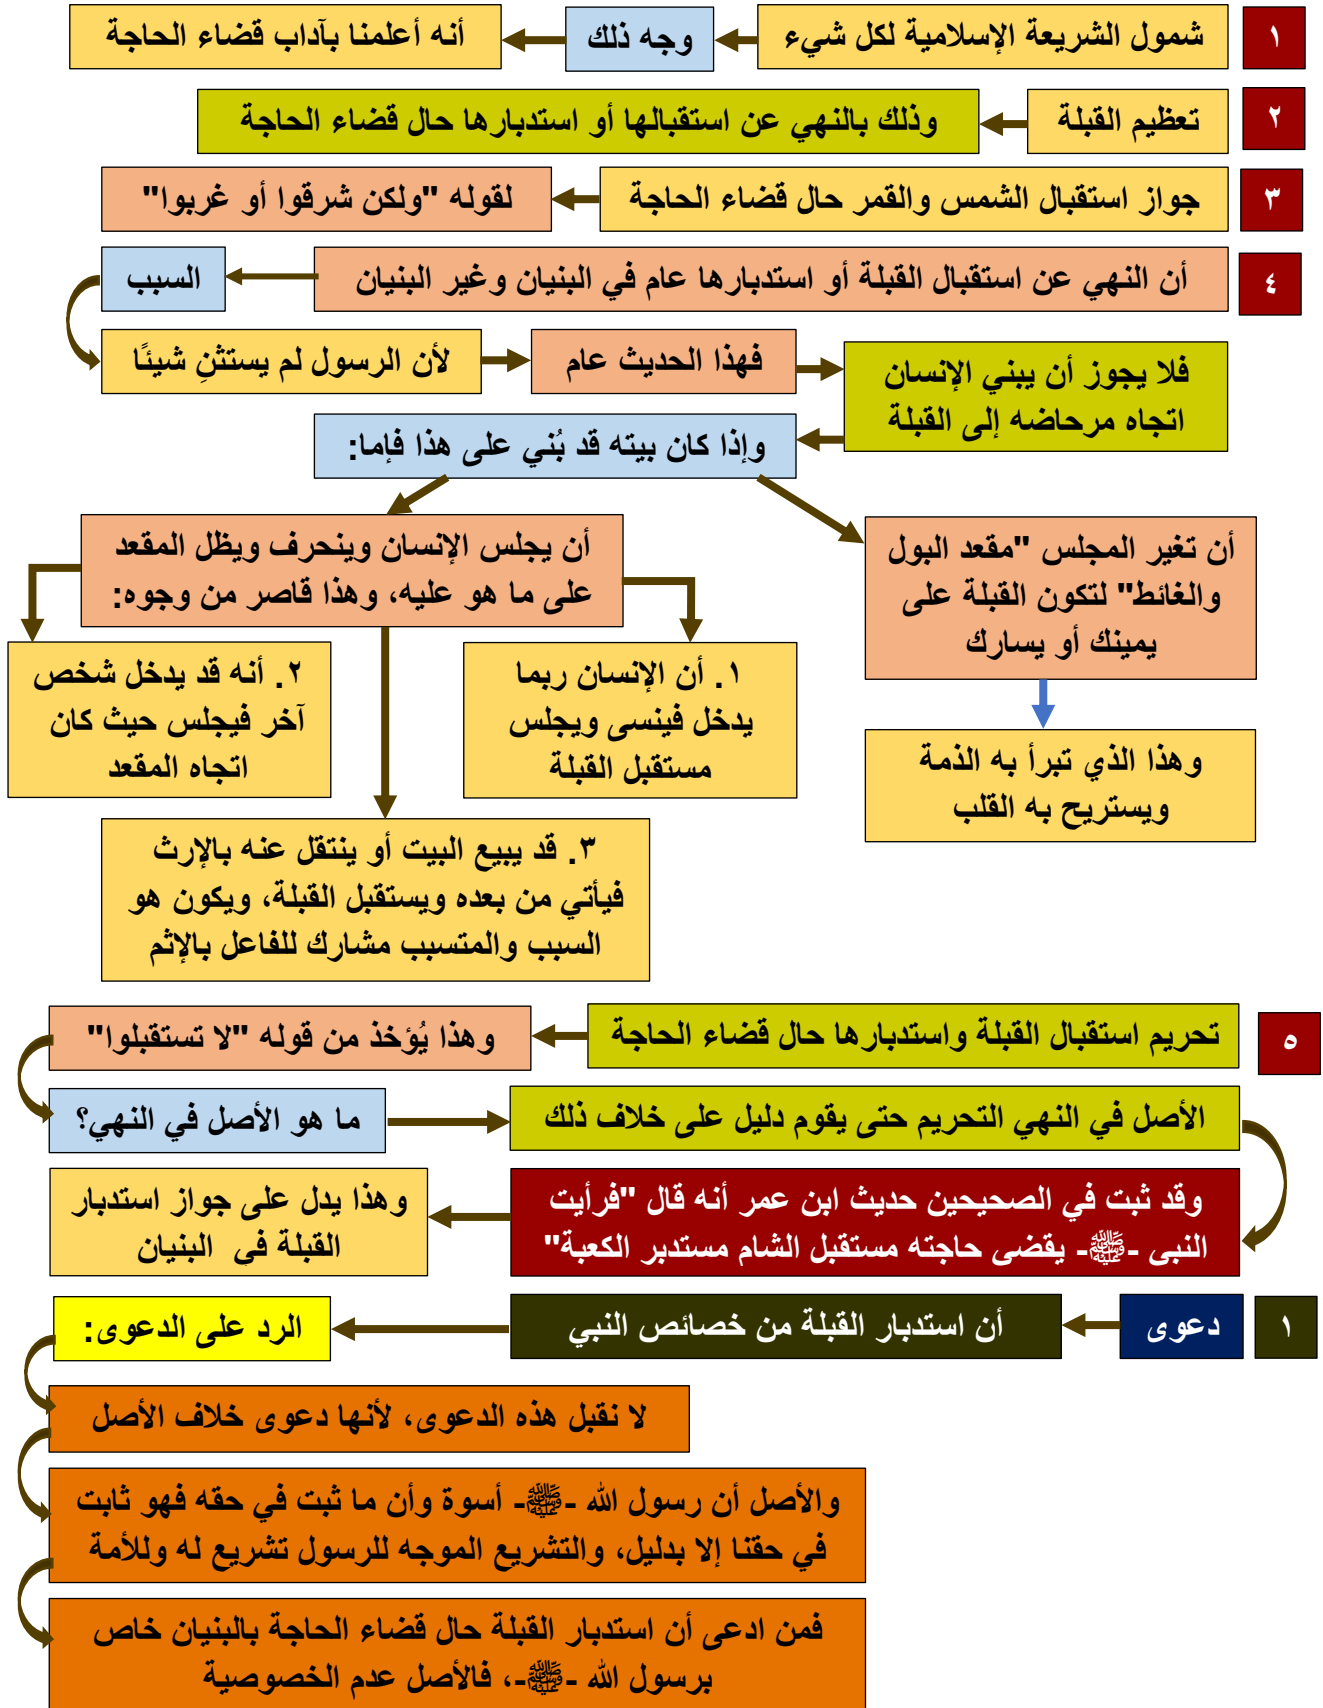 ١
شمول الشريعة الإسلامية لكل شيء
وجه ذلك
أنه أعلمنا بآداب قضاء الحاجة
٢
تعظيم القبلة
وذلك بالنهي عن استقبالها أو استدبارها حال قضاء الحاجة
٣
جواز استقبال الشمس والقمر حال قضاء الحاجة
لقوله "ولكن شرقوا أو غربوا"
٤
أن النهي عن استقبال القبلة أو استدبارها عام في البنيان وغير البنيان
السبب
لأن الرسول لم يستثنِ شيئًا
فهذا الحديث عام
فلا يجوز أن يبني الإنسان
اتجاه مرحاضه إلى القبلة
وإذا كان بيته قد بُني على هذا فإما:
أن تغير المجلس "مقعد البول
والغائط" لتكون القبلة على
يمينك أو يسارك
وهذا الذي تبرأ به الذمة
ويستريح به القلب
أن يجلس الإنسان وينحرف ويظل المقعد
على ما هو عليه، وهذا قاصر من وجوه:
١. أن الإنسان ربما
يدخل فينسى ويجلس
مستقبل القبلة
٢. أنه قد يدخل شخص
آخر فيجلس حيث كان
اتجاه المقعد
٣. قد يبيع البيت أو ينتقل عنه بالإرث
فيأتي من بعده ويستقبل القبلة، ويكون هو
السبب والمتسبب مشارك للفاعل بالإثم
٥
تحريم استقبال القبلة واستدبارها حال قضاء الحاجة
وهذا يُؤخذ من قوله "لا تستقبلوا"
ما هو الأصل في النهي؟
الأصل في النهي التحريم حتى يقوم دليل على خلاف ذلك
وقد ثبت في الصحيحين حديث ابن عمر أنه قال "فرأيت
النبى -ﷺ- يقضى حاجته مستقبل الشام مستدبر الكعبة"
وهذا يدل على جواز استدبار
القبلة فى البنيان
١
دعوى
أن استدبار القبلة من خصائص النبي
الرد على الدعوى:
لا نقبل هذه الدعوى، لأنها دعوى خلاف الأصل
والأصل أن رسول الله -ﷺ- أسوة وأن ما ثبت في حقه فهو ثابت
في حقنا إلا بدليل، والتشريع الموجه للرسول تشريع له وللأمة
فمن ادعى أن استدبار القبلة حال قضاء الحاجة بالبنيان خاص
برسول الله -ﷺ-، فالأصل عدم الخصوصية